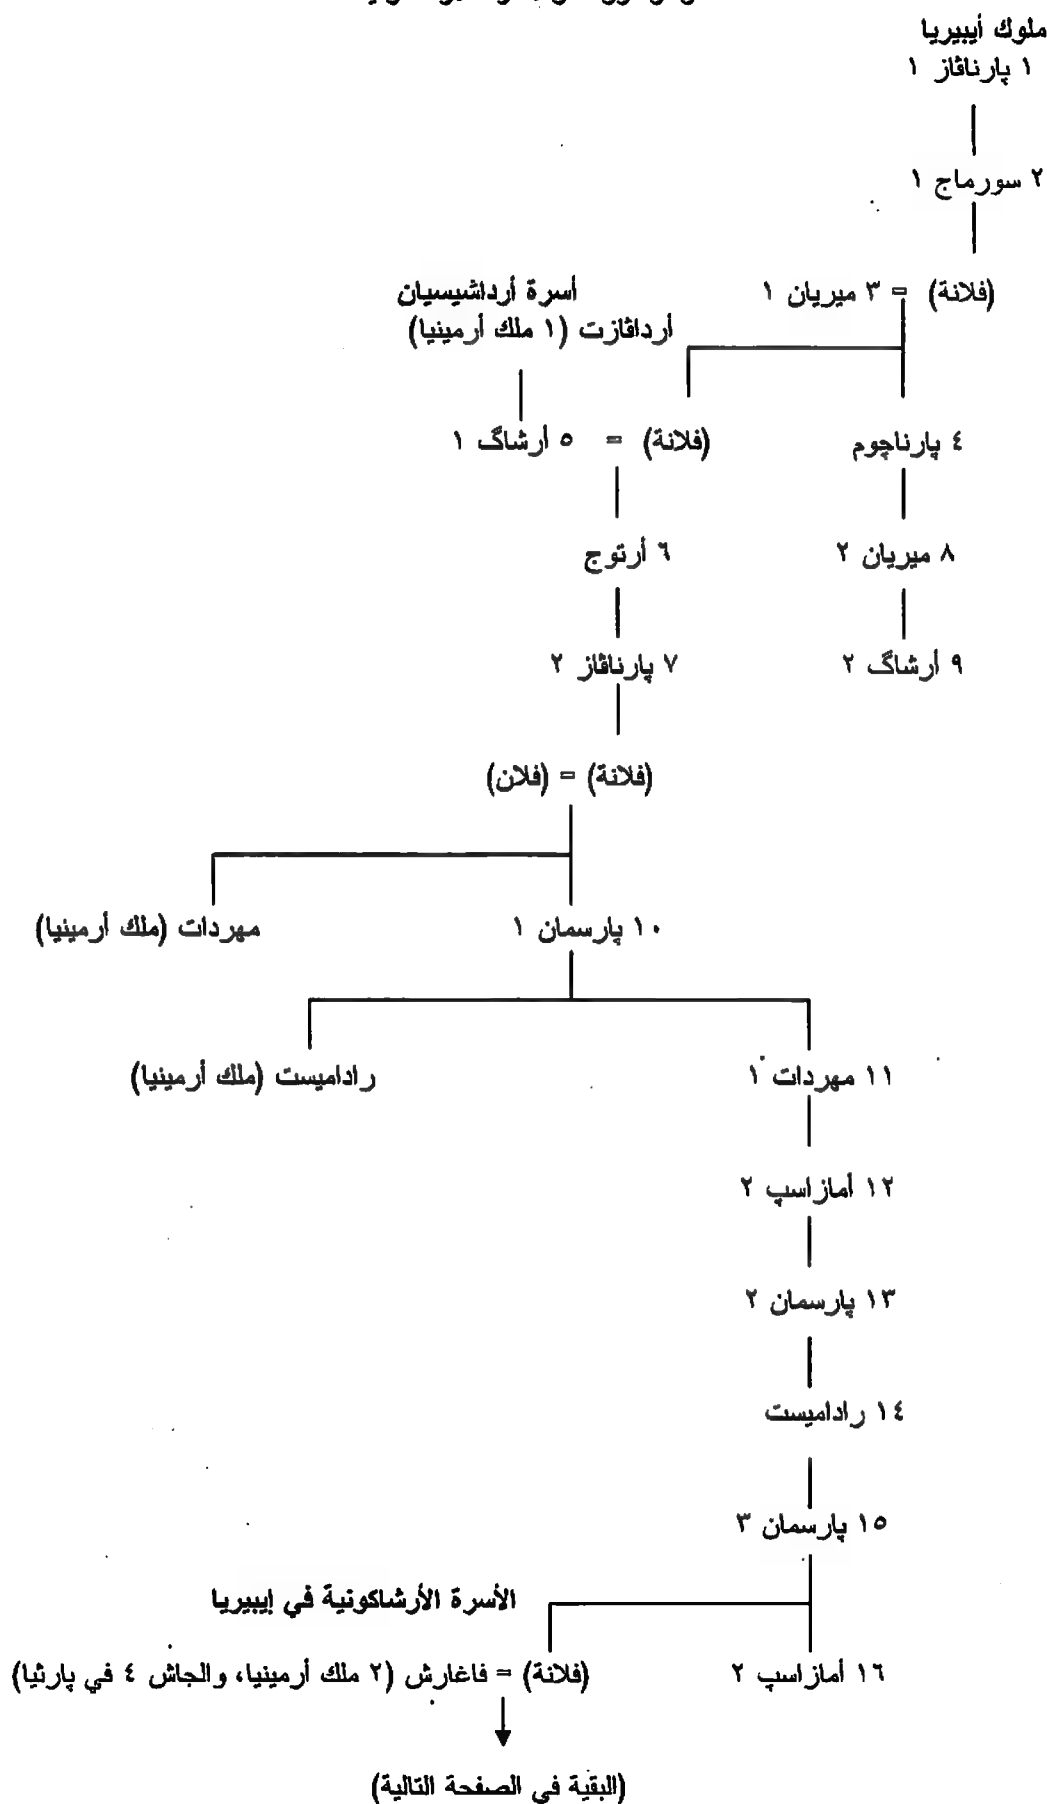 ملوك أيبيريا
١ پارناڤاز ١
٢ سورماج ١
(فلانة) = ٣ ميريان ١
أسرة أرداشيسيان
أرداڤازت (١ ملك أرمينيا)
٤ پارناچوم
(فلانة) = ٥ أرشاگ ١
٨ ميريان ٢
٦ أرتوج
٩ أرشاگ ٢
٧ پارناڤاز ٢
(فلانة) = (فلان)
١٠ پارسمان ١
مهردات (ملك أرمينيا)
١١ مهردات ١
راداميست (ملك أرمينيا)
١٢ أمازاسپ ٢
١٣ پارسمان ٢
١٤ راداميست
١٥ پارسمان ٣
الأسرة الأرشاكونية في إيبيريا
١٦ أمازاسپ ٢
(فلانة) = فاغارش (٢ ملك أرمينيا، والجاش ٤ في پارثيا)
(البقية في الصفحة التالية)